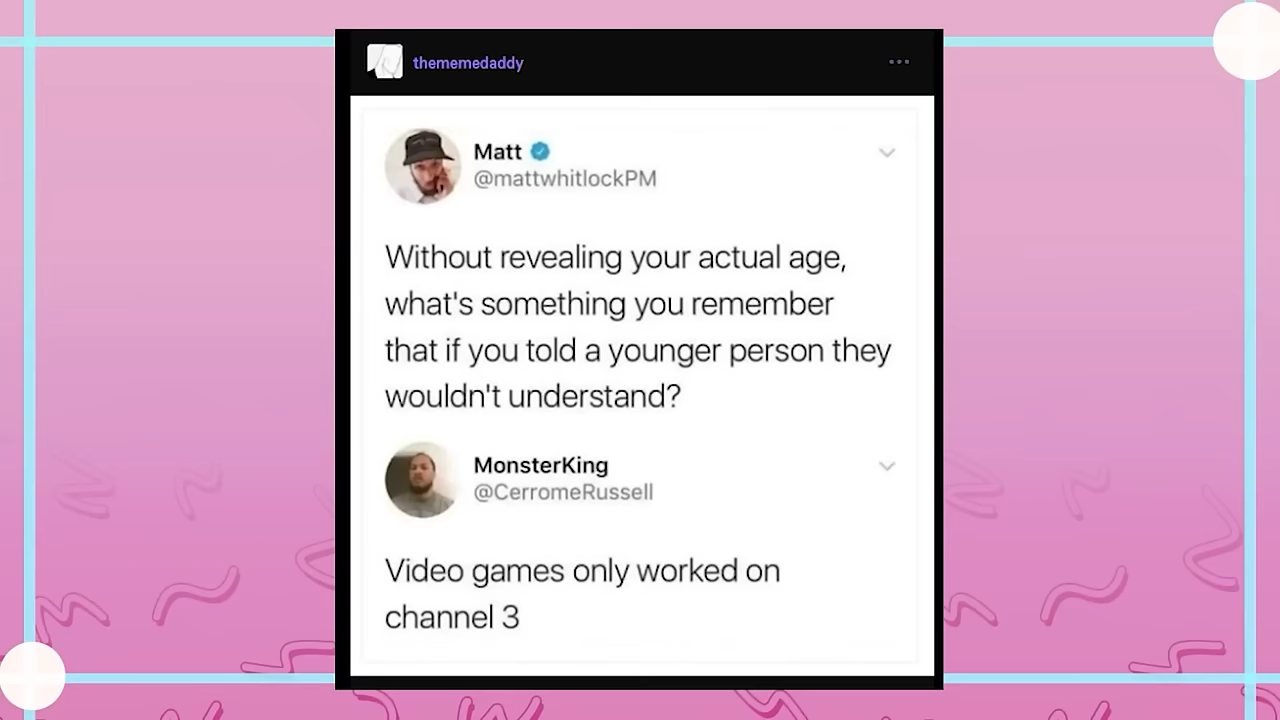 thememedaddy
Matt
@mattwhitlockPM
Without revealing your actual age,
what's something you remember
that if you told a younger person they
wouldn't understand?
MonsterKing
@CerromeRussell
Video games only worked on
channel 3